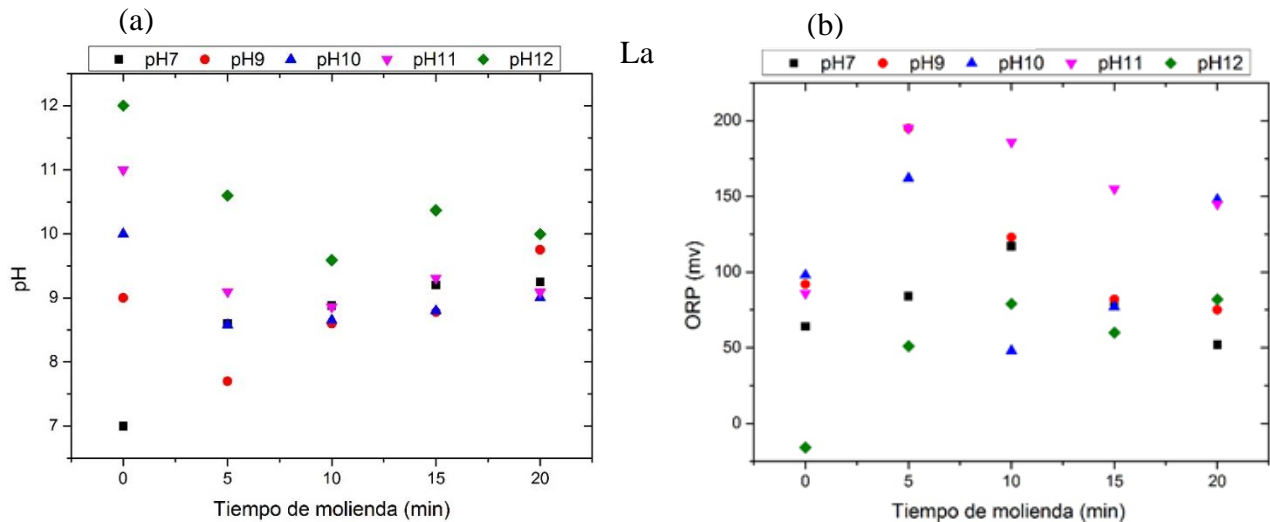 (a)
pH7 pH9 pH10 pH11 pH12
12
11
10
9
8
7
pH
0 5 10 15 20
Tiempo de molienda (min)
La
(b)
pH7 pH9 pH10 pH11 pH12
200
150
100
50
0
ORP (mv)
0 5 10 15 20
Tiempo de molienda (min)